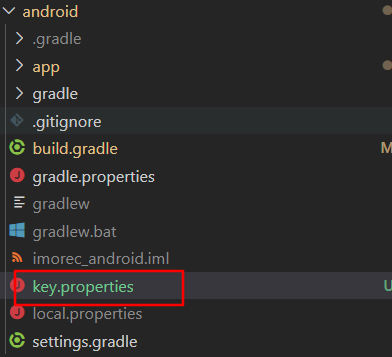 android
.gradle
app
gradle
.gitignore
build.gradle M
gradle.properties
gradlew
gradlew.bat
imorec_android.iml
key.properties U
local.properties
settings.gradle